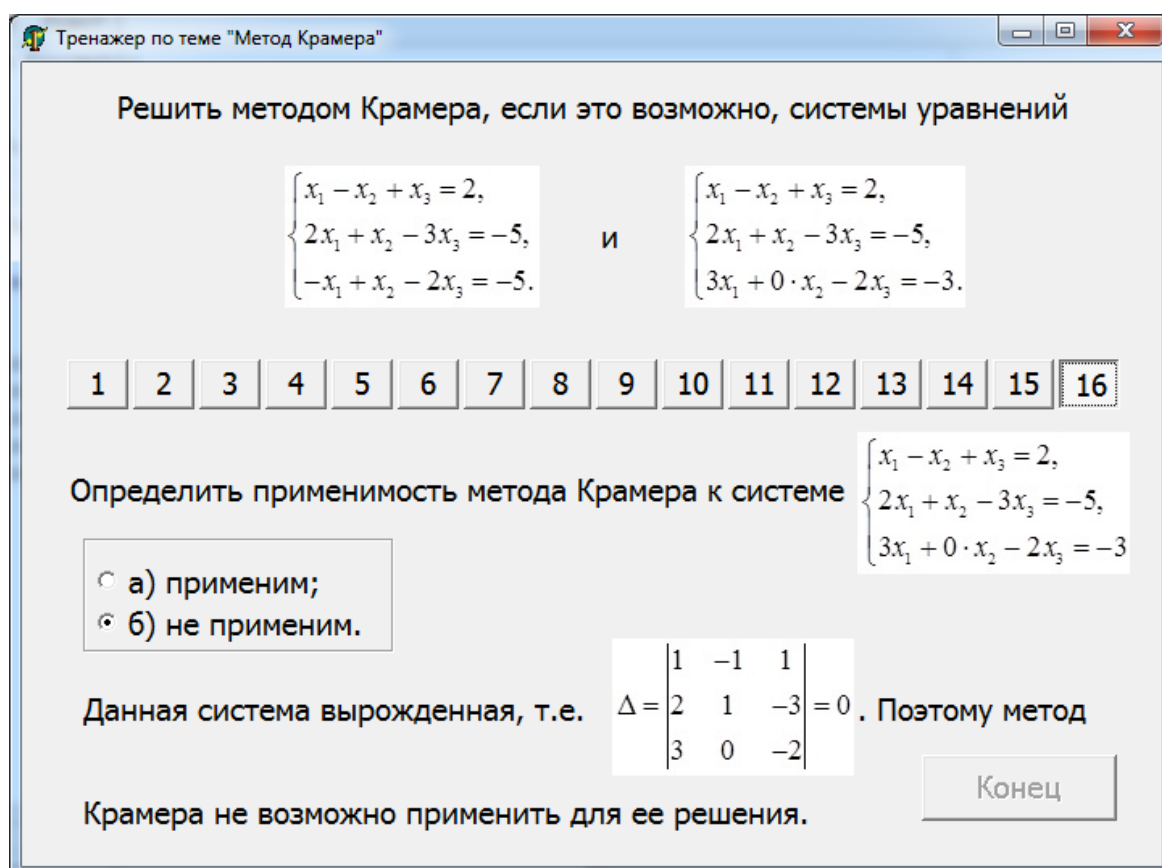 Тренажер по теме "Метод Крамера"
Решить методом Крамера, если это возможно, системы уравнений
x₁ − x₂ + x₃ = 2,
2x₁ + x₂ − 3x₃ = −5,
−x₁ + x₂ − 2x₃ = −5.
и
x₁ − x₂ + x₃ = 2,
2x₁ + x₂ − 3x₃ = −5,
3x₁ + 0 · x₂ − 2x₃ = −3.
1 2 3 4 5 6 7 8 9 10 11 12 13 14 15 16
Определить применимость метода Крамера к системе
x₁ − x₂ + x₃ = 2,
2x₁ + x₂ − 3x₃ = −5,
3x₁ + 0 · x₂ − 2x₃ = −3
а) применим;
б) не применим.
Данная система вырожденная, т.е.
1 −1 1
Δ = 2 1 −3 = 0 . Поэтому метод
3 0 −2
Крамера не возможно применить для ее решения.
Конец